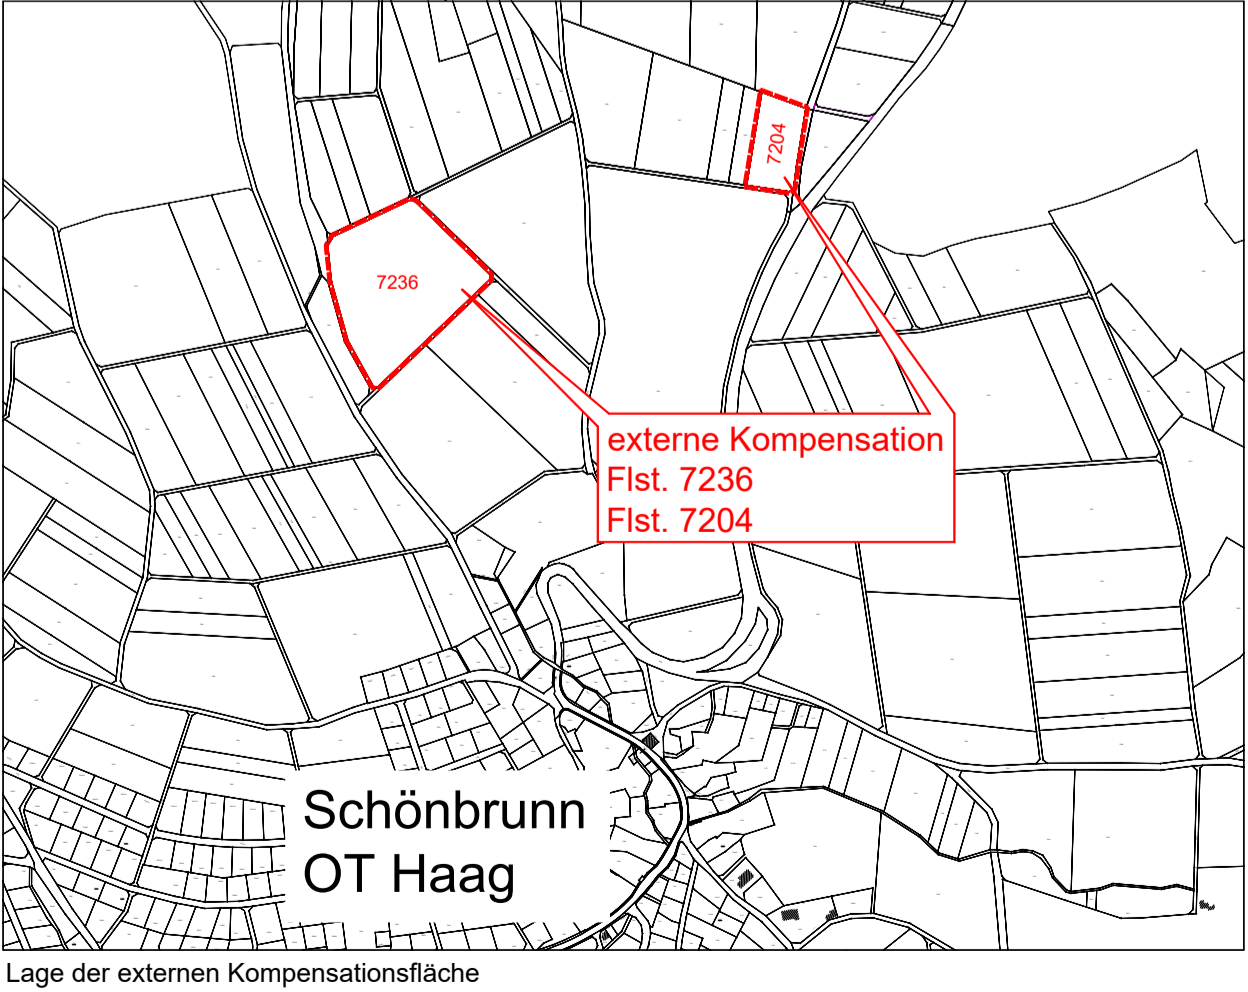 7204
7236
externe Kompensation
Flst. 7236
Flst. 7204
Schönbrunn
OT Haag
Lage der externen Kompensationsfläche